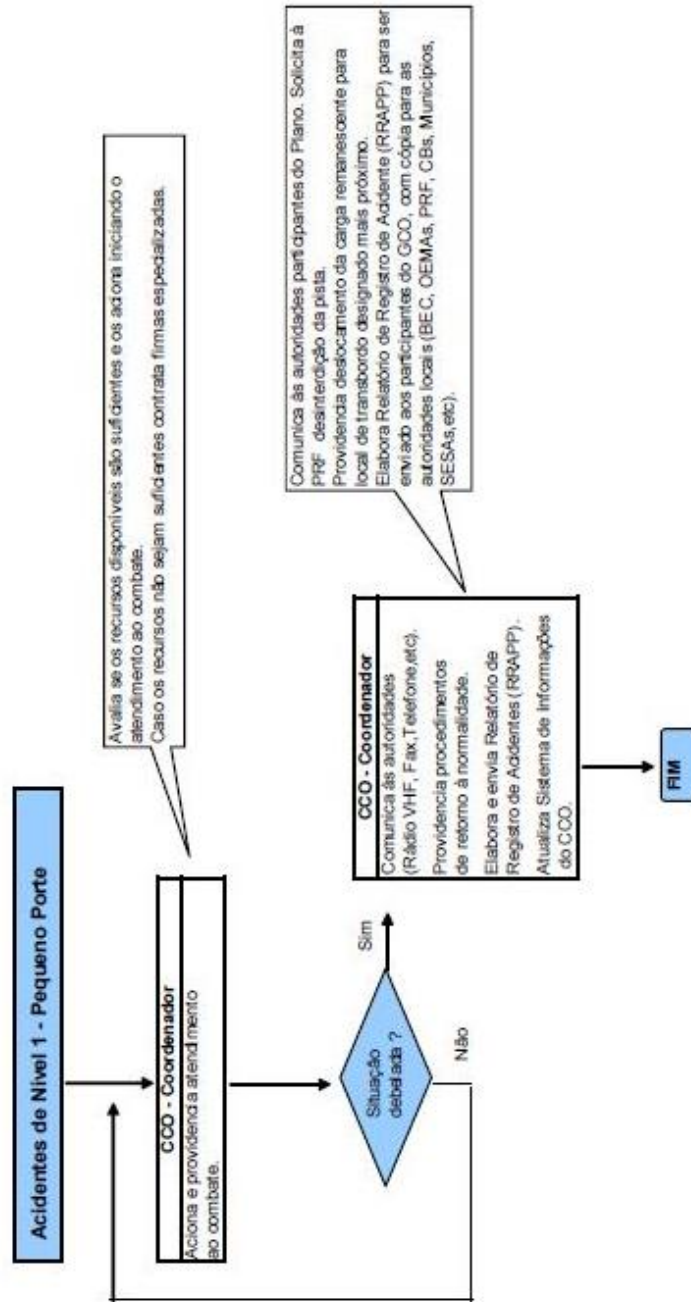 Acidentes de Nível 1 - Pequeno Porte
Avalia se os recursos disponíveis são suficientes e os aciona iniciando o
atendimento ao combate.
Caso os recursos não sejam suficientes contrata firmas especializadas.
CCO - Coordenador
Aciona e providencia atendimento
ao combate.
Situação
debelada ?
Sim
Não
CCO - Coordenador
Comunica às autoridades
(Rádio VHF, Fax,Telefone,etc).
Providencia procedimentos
de retorno à normalidade.
Elabora e envia Relatório de
Registro de Acidentes (RRAPP).
Atualiza Sistema de Informações
do CCO.
Comunica às autoridades participantes do Plano. Solicita à
PRF desinterdição da pista.
Providencia deslocamento da carga remanescente para
local de transbordo designado mais próximo.
Elabora Relatório de Registro de Acidente (RRAPP) para ser
enviado aos participantes do GCO, com cópia para as
autoridades locais (BEC, OEMAs, PRF, CBs, Municípios,
SESAs,etc).
FIM